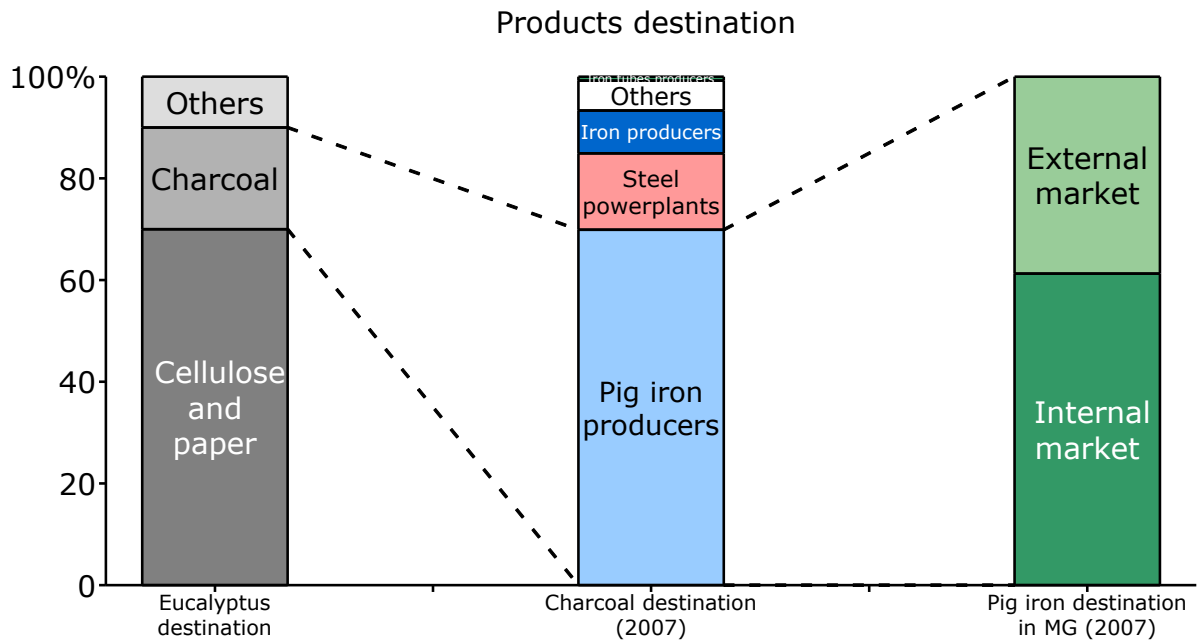 Products destination
100%
80
60
40
20
0
Others
Charcoal
Cellulose
and
paper
Iron tubes producers
Others
Iron producers
Steel
powerplants
Pig iron
producers
External
market
Internal
market
Eucalyptus
destination
Charcoal destination
(2007)
Pig iron destination
in MG (2007)